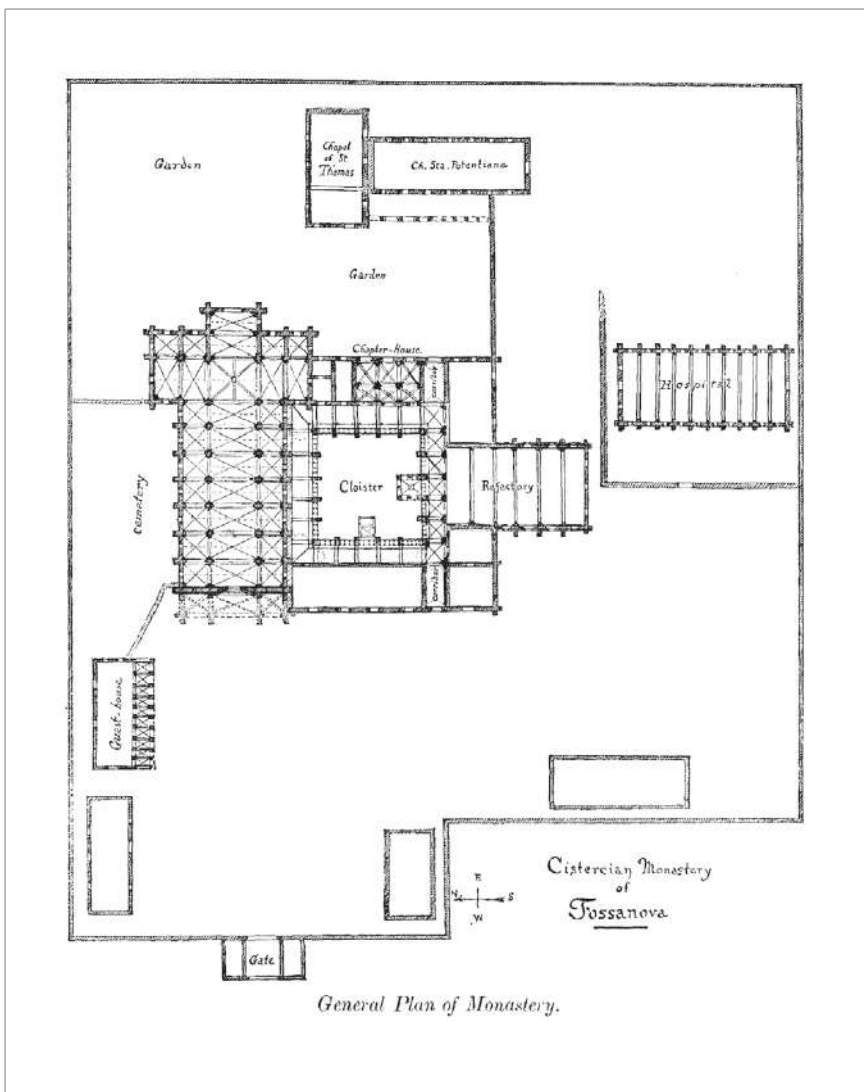 Garden
Chapel
of St
Thomas
Ch. Sta. Potentiana
Garden
Chapter-House.
corridor
Hospital
Cemetery
Cloister
Refectory
corridor
Guest-house
E
N
S
W
Cistercian Monastery
of
Fossanova
Gate
General Plan of Monastery.